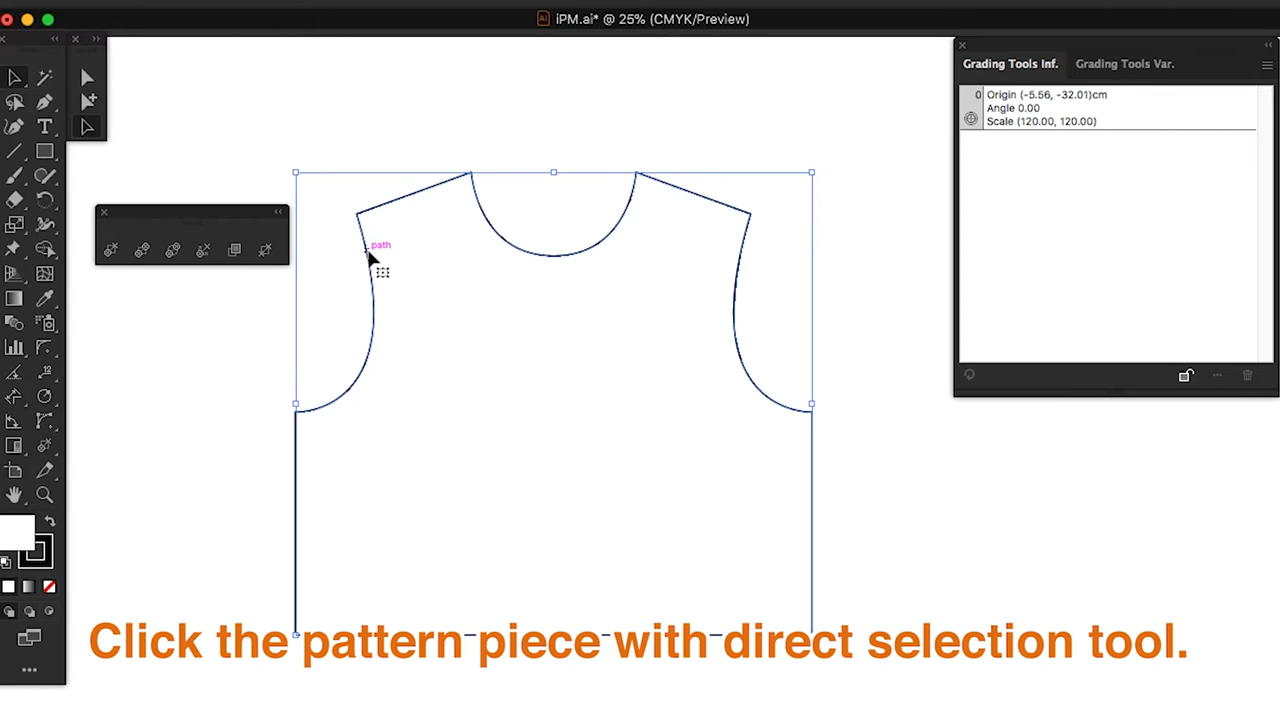 iPM.ai* @ 25% (CMYK/Preview)
Grading Tools Inf.
Grading Tools Var.
0
Origin (-5.56, -32.01)cm
Angle 0.00
Scale (120.00, 120.00)
path
Click the pattern piece with direct selection tool.